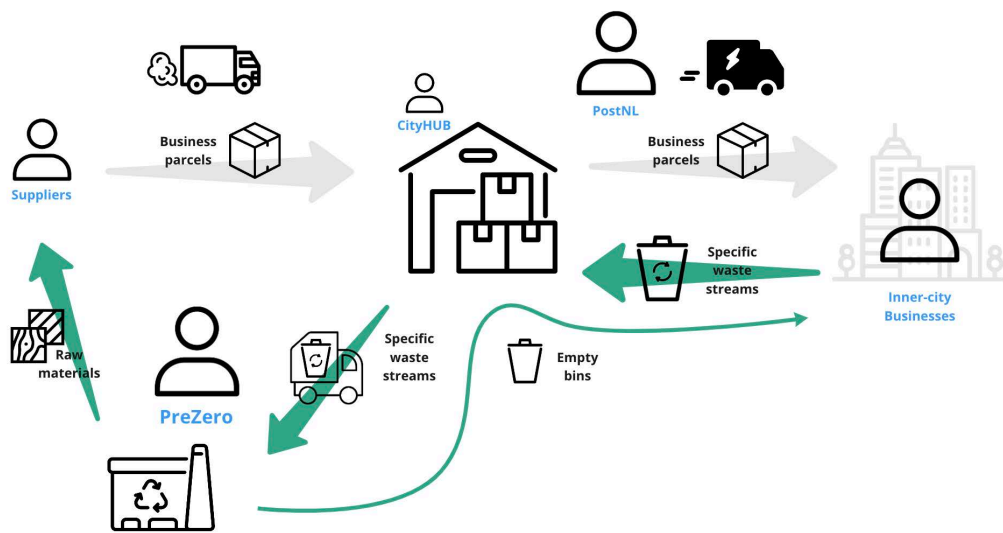 PostNL
CityHUB
Business
parcels
Business
parcels
Suppliers
Specific
waste
streams
Inner-city
Businesses
Raw
materials
Specific
waste
streams
Empty
bins
PreZero